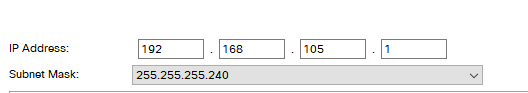 IP Address: 192 . 168 . 105 . 1
Subnet Mask: 255.255.255.240